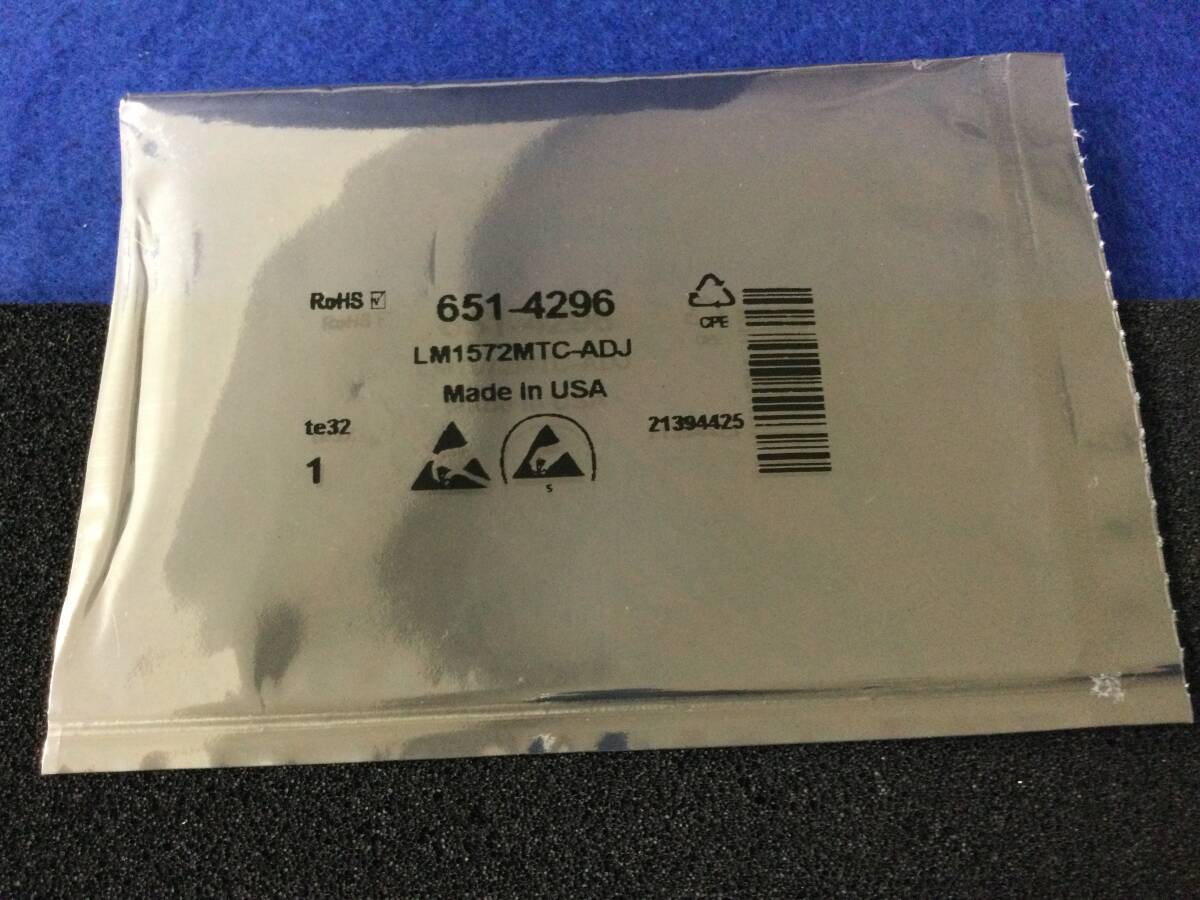 RoHS
651-4296
LM1572MTC-ADJ
Made in USA
te32
1
S
CPE
21394425